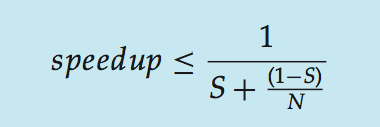 speedup ≤ 1 / (S + (1−S) / N)